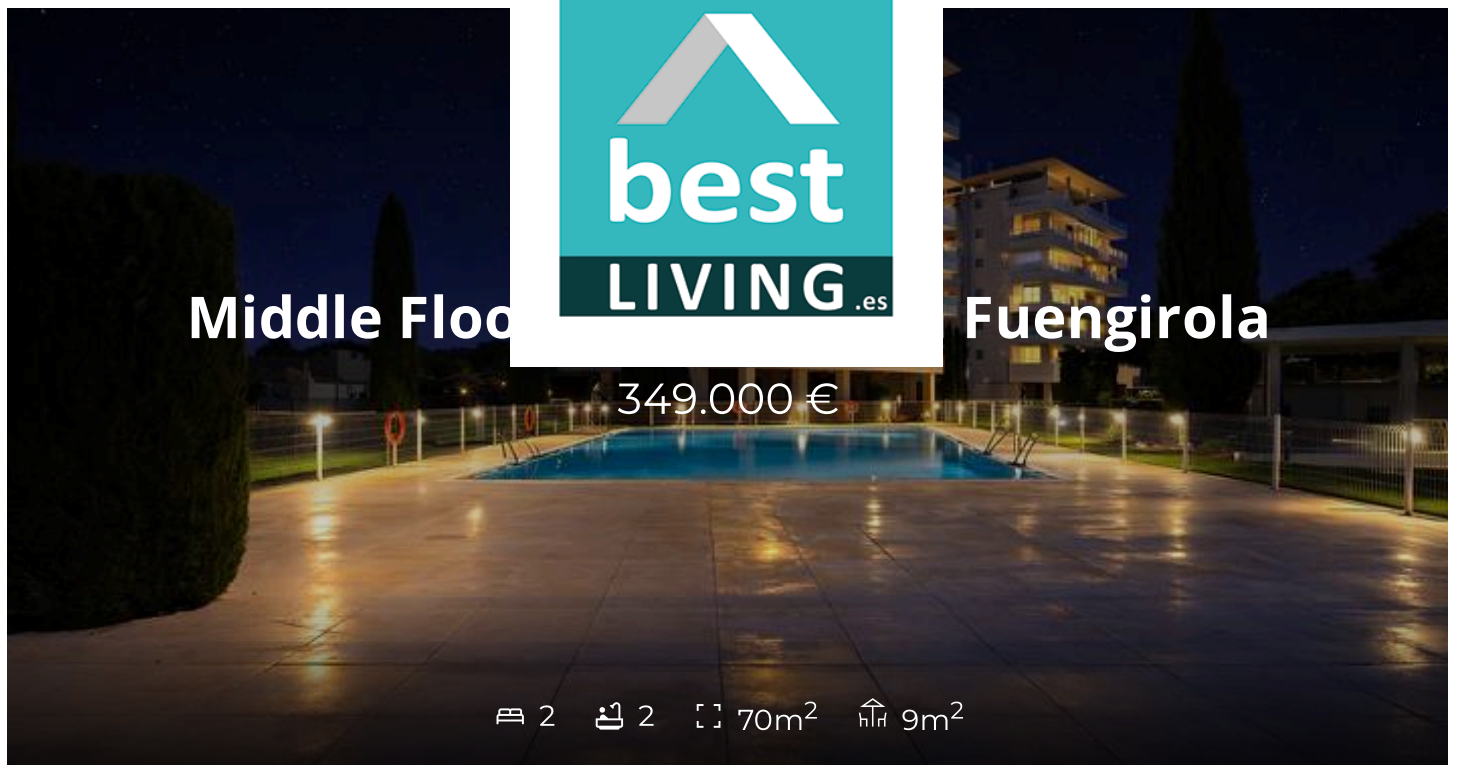 best
LIVING.es
Middle Floo Fuengirola
349.000 €
2 2 70m² 9m²